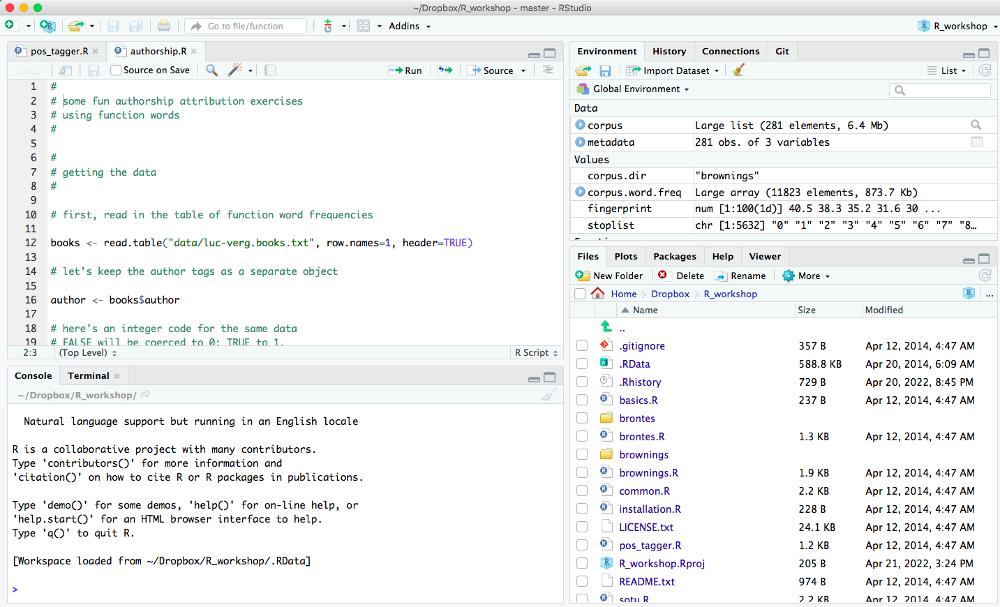 ~/Dropbox/R_workshop - master - RStudio
Go to file/function
Addins
R_workshop
pos_tagger.R
authorship.R
Source on Save
Run
Source
1 #
2 # some fun authorship attribution exercises
3 # using function words
4 #
5
6 #
7 # getting the data
8 #
9
10 # first, read in the table of function word frequencies
11
12 books <- read.table("data/luc-verg.books.txt", row.names=1, header=TRUE)
13
14 # let's keep the author tags as a separate object
15
16 author <- books$author
17
18 # here's an integer code for the same data
19 # FALSE will be coerced to 0; TRUE to 1.
2:3 (Top Level) R Script
Console Terminal
~/Dropbox/R_workshop/
Natural language support but running in an English locale
R is a collaborative project with many contributors.
Type 'contributors()' for more information and
'citation()' on how to cite R or R packages in publications.
Type 'demo()' for some demos, 'help()' for on-line help, or
'help.start()' for an HTML browser interface to help.
Type 'q()' to quit R.
[Workspace loaded from ~/Dropbox/R_workshop/.RData]
>
Environment History Connections Git
Import Dataset List
Global Environment
Data
corpus Large list (281 elements, 6.4 Mb)
metadata 281 obs. of 3 variables
Values
corpus.dir "brownings"
corpus.word.freq Large array (11823 elements, 873.7 Kb)
fingerprint num [1:100(1d)] 40.5 38.3 35.2 31.6 30 ...
stoplist chr [1:5632] "0" "1" "2" "3" "4" "5" "6" "7" "8…
Files Plots Packages Help Viewer
New Folder Delete Rename More
Home Dropbox R_workshop ...
Name Size Modified
..
.gitignore 357 B Apr 12, 2014, 4:47 AM
.RData 588.8 KB Apr 20, 2014, 6:09 AM
.Rhistory 729 B Apr 20, 2022, 8:45 PM
basics.R 237 B Apr 12, 2014, 4:47 AM
brontes
brontes.R 1.3 KB Apr 12, 2014, 4:47 AM
brownings
brownings.R 1.9 KB Apr 12, 2014, 4:47 AM
common.R 2.2 KB Apr 12, 2014, 4:47 AM
installation.R 228 B Apr 12, 2014, 4:47 AM
LICENSE.txt 24.1 KB Apr 12, 2014, 4:47 AM
pos_tagger.R 1.2 KB Apr 12, 2014, 4:47 AM
R_workshop.Rproj 205 B Apr 21, 2022, 3:24 PM
README.txt 974 B Apr 12, 2014, 4:47 AM
sotu.R 2.2 KB Apr 12, 2014, 4:47 AM